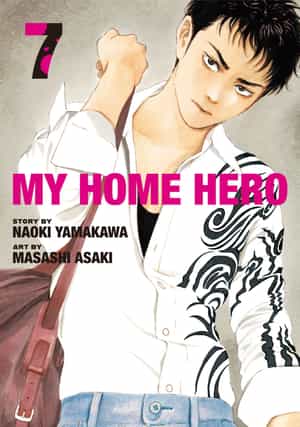 7
MY HOME HERO
STORY BY
NAOKI YAMAKAWA
ART BY
MASASHI ASAKI